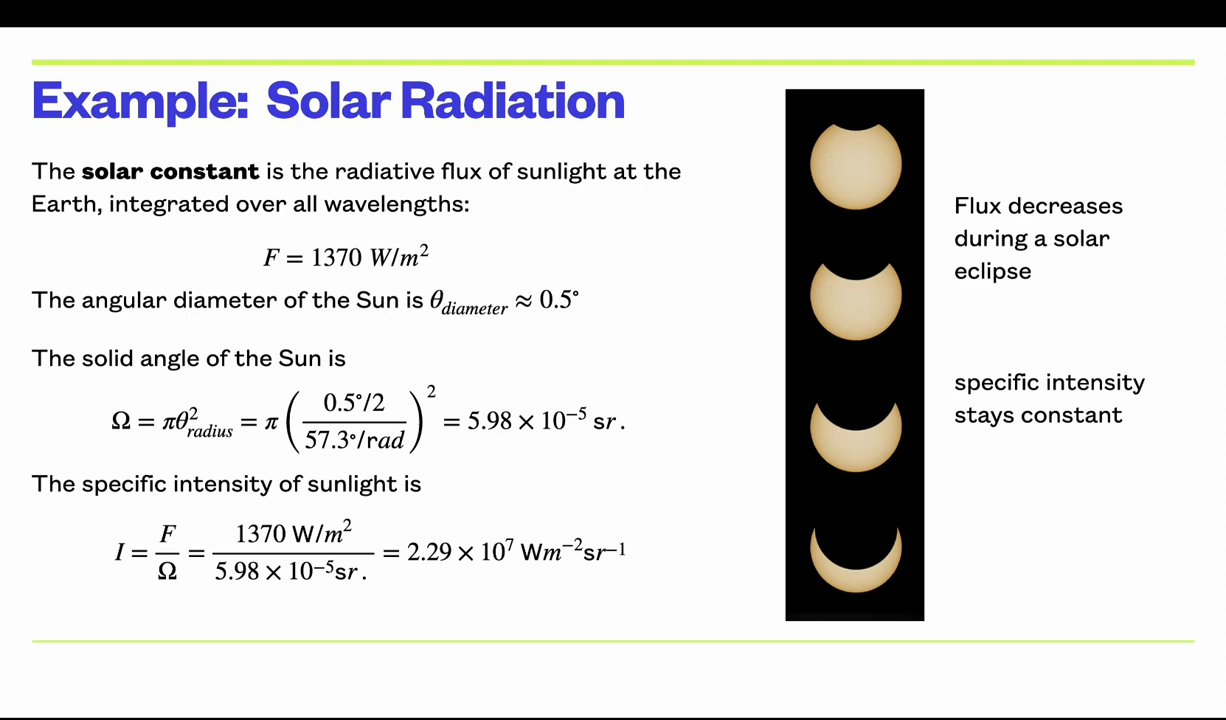 Example: Solar Radiation
The solar constant is the radiative flux of sunlight at the
Earth, integrated over all wavelengths:
F = 1370 W/m²
The angular diameter of the Sun is θ_diameter ≈ 0.5°
The solid angle of the Sun is
Ω = πθ²_radius = π ( 0.5°/2 / 57.3°/rad )² = 5.98 × 10⁻⁵ sr .
The specific intensity of sunlight is
I = F / Ω = 1370 W/m² / 5.98 × 10⁻⁵ sr . = 2.29 × 10⁷ Wm⁻²sr⁻¹
Flux decreases
during a solar
eclipse
specific intensity
stays constant